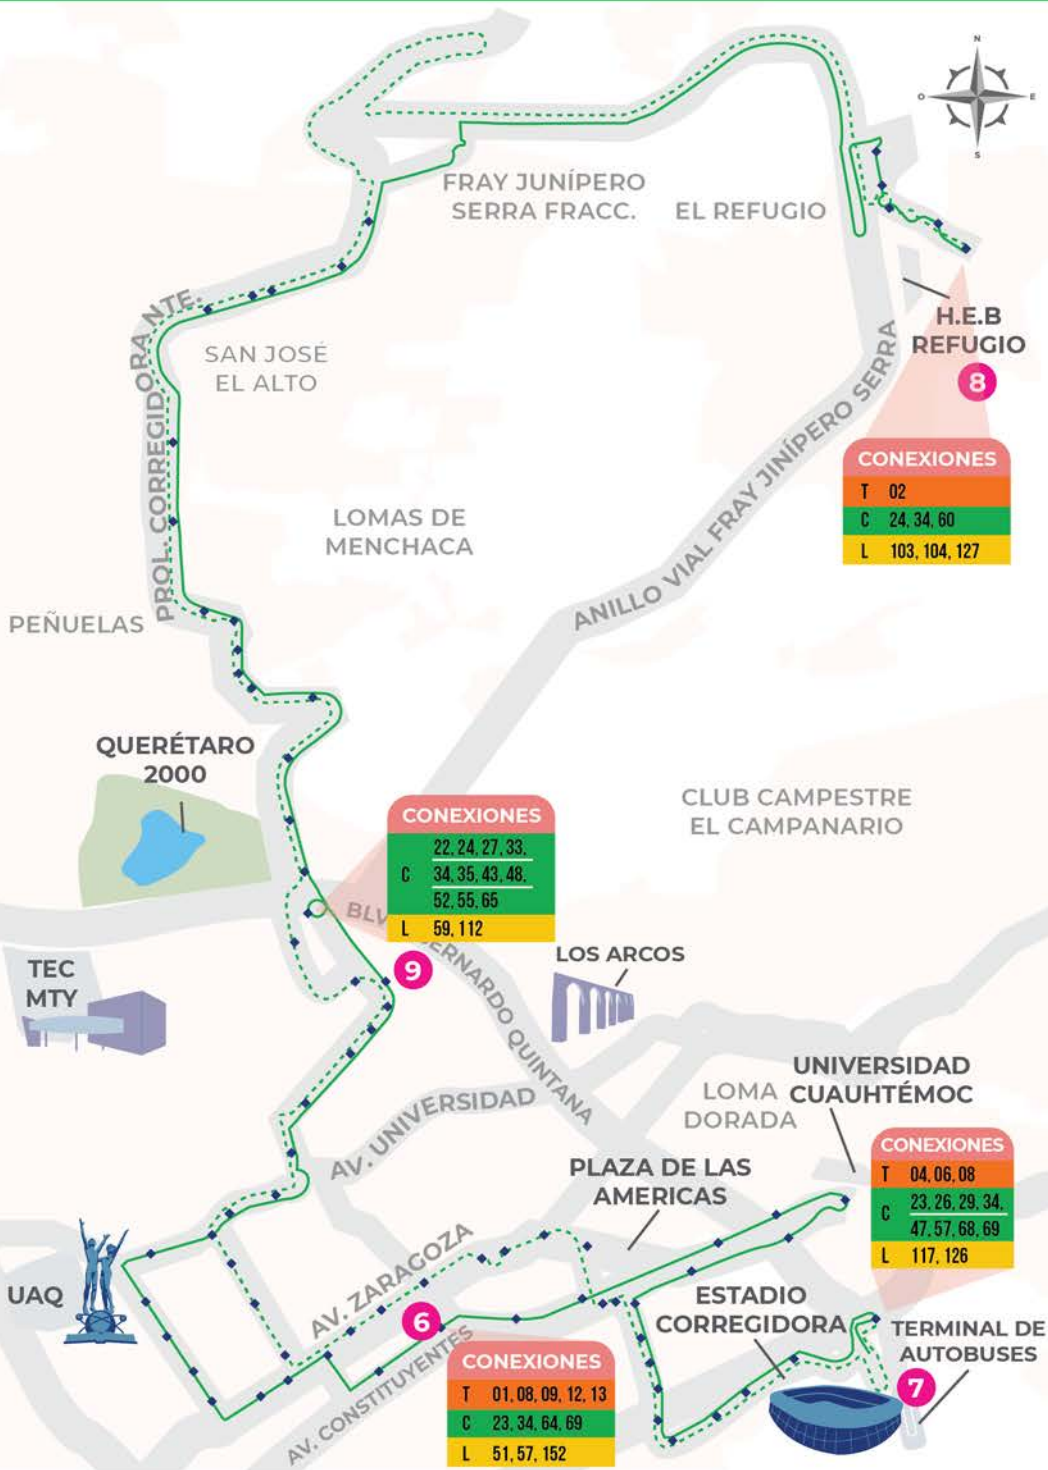 N
O
E
S
FRAY JUNÍPERO
SERRA FRACC.
EL REFUGIO
H.E.B
REFUGIO
8
CONEXIONES
T 02
C 24, 34, 60
L 103, 104, 127
PROL. CORREGIDORA NTE.
SAN JOSÉ
EL ALTO
LOMAS DE
MENCHACA
ANILLO VIAL FRAY JINÍPERO SERRA
PEÑUELAS
QUERÉTARO
2000
CLUB CAMPESTRE
EL CAMPANARIO
CONEXIONES
C 22, 24, 27, 33,
34, 35, 43, 48,
52, 55, 65
L 59, 112
9
BERNARDO QUINTANA
TEC
MTY
LOS ARCOS
AV. UNIVERSIDAD
LOMA
DORADA
UNIVERSIDAD
CUAUHTÉMOC
PLAZA DE LAS
AMERICAS
CONEXIONES
T 04, 06, 08
C 23, 26, 29, 34,
47, 57, 68, 69
L 117, 126
UAQ
AV. ZARAGOZA
6
AV. CONSTITUYENTES
CONEXIONES
T 01, 08, 09, 12, 13
C 23, 34, 64, 69
L 51, 57, 152
ESTADIO
CORREGIDORA
TERMINAL DE
AUTOBUSES
7